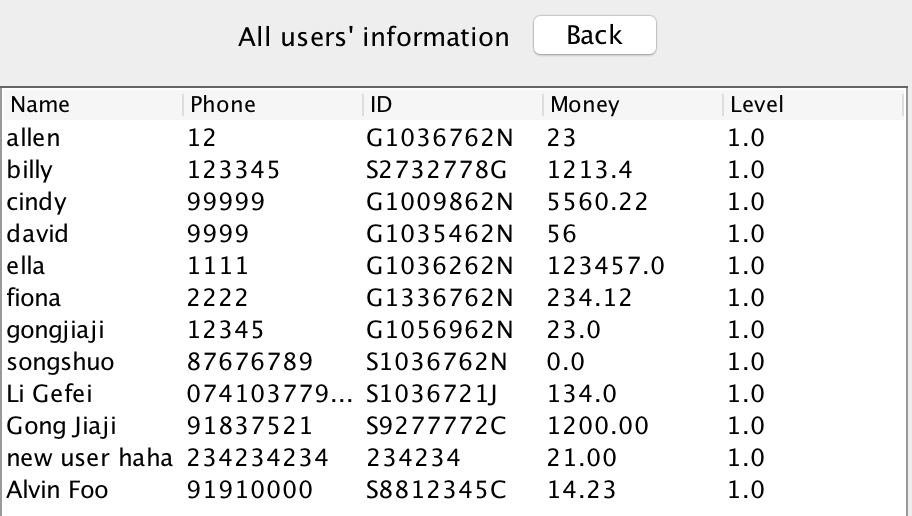 All users' information Back
Name Phone ID Money Level
allen 12 G1036762N 23 1.0
billy 123345 S2732778G 1213.4 1.0
cindy 99999 G1009862N 5560.22 1.0
david 9999 G1035462N 56 1.0
ella 1111 G1036262N 123457.0 1.0
fiona 2222 G1336762N 234.12 1.0
gongjiaji 12345 G1056962N 23.0 1.0
songshuo 87676789 S1036762N 0.0 1.0
Li Gefei 074103779... S1036721J 134.0 1.0
Gong Jiaji 91837521 S9277772C 1200.00 1.0
new user haha 234234234 234234 21.00 1.0
Alvin Foo 91910000 S8812345C 14.23 1.0